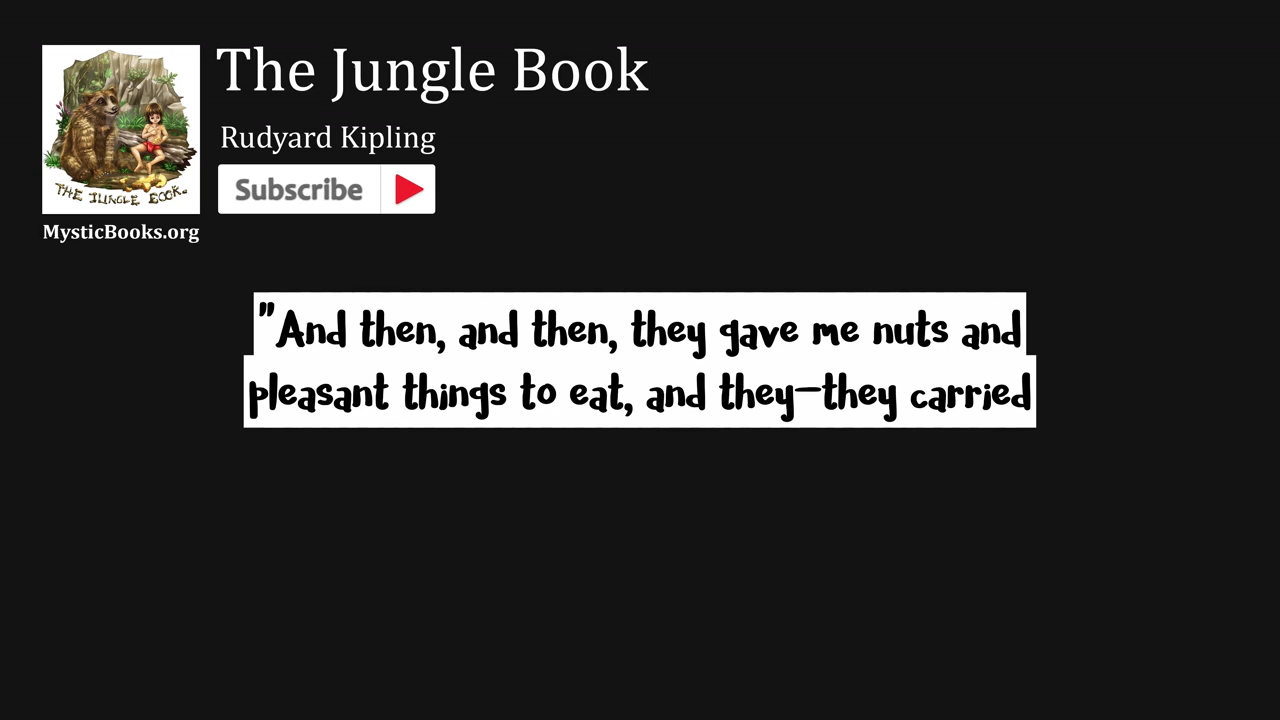 The Jungle Book
Rudyard Kipling
Subscribe
THE JUNGLE BOOK.
MysticBooks.org
"And then, and then, they gave me nuts and
pleasant things to eat, and they—they carried